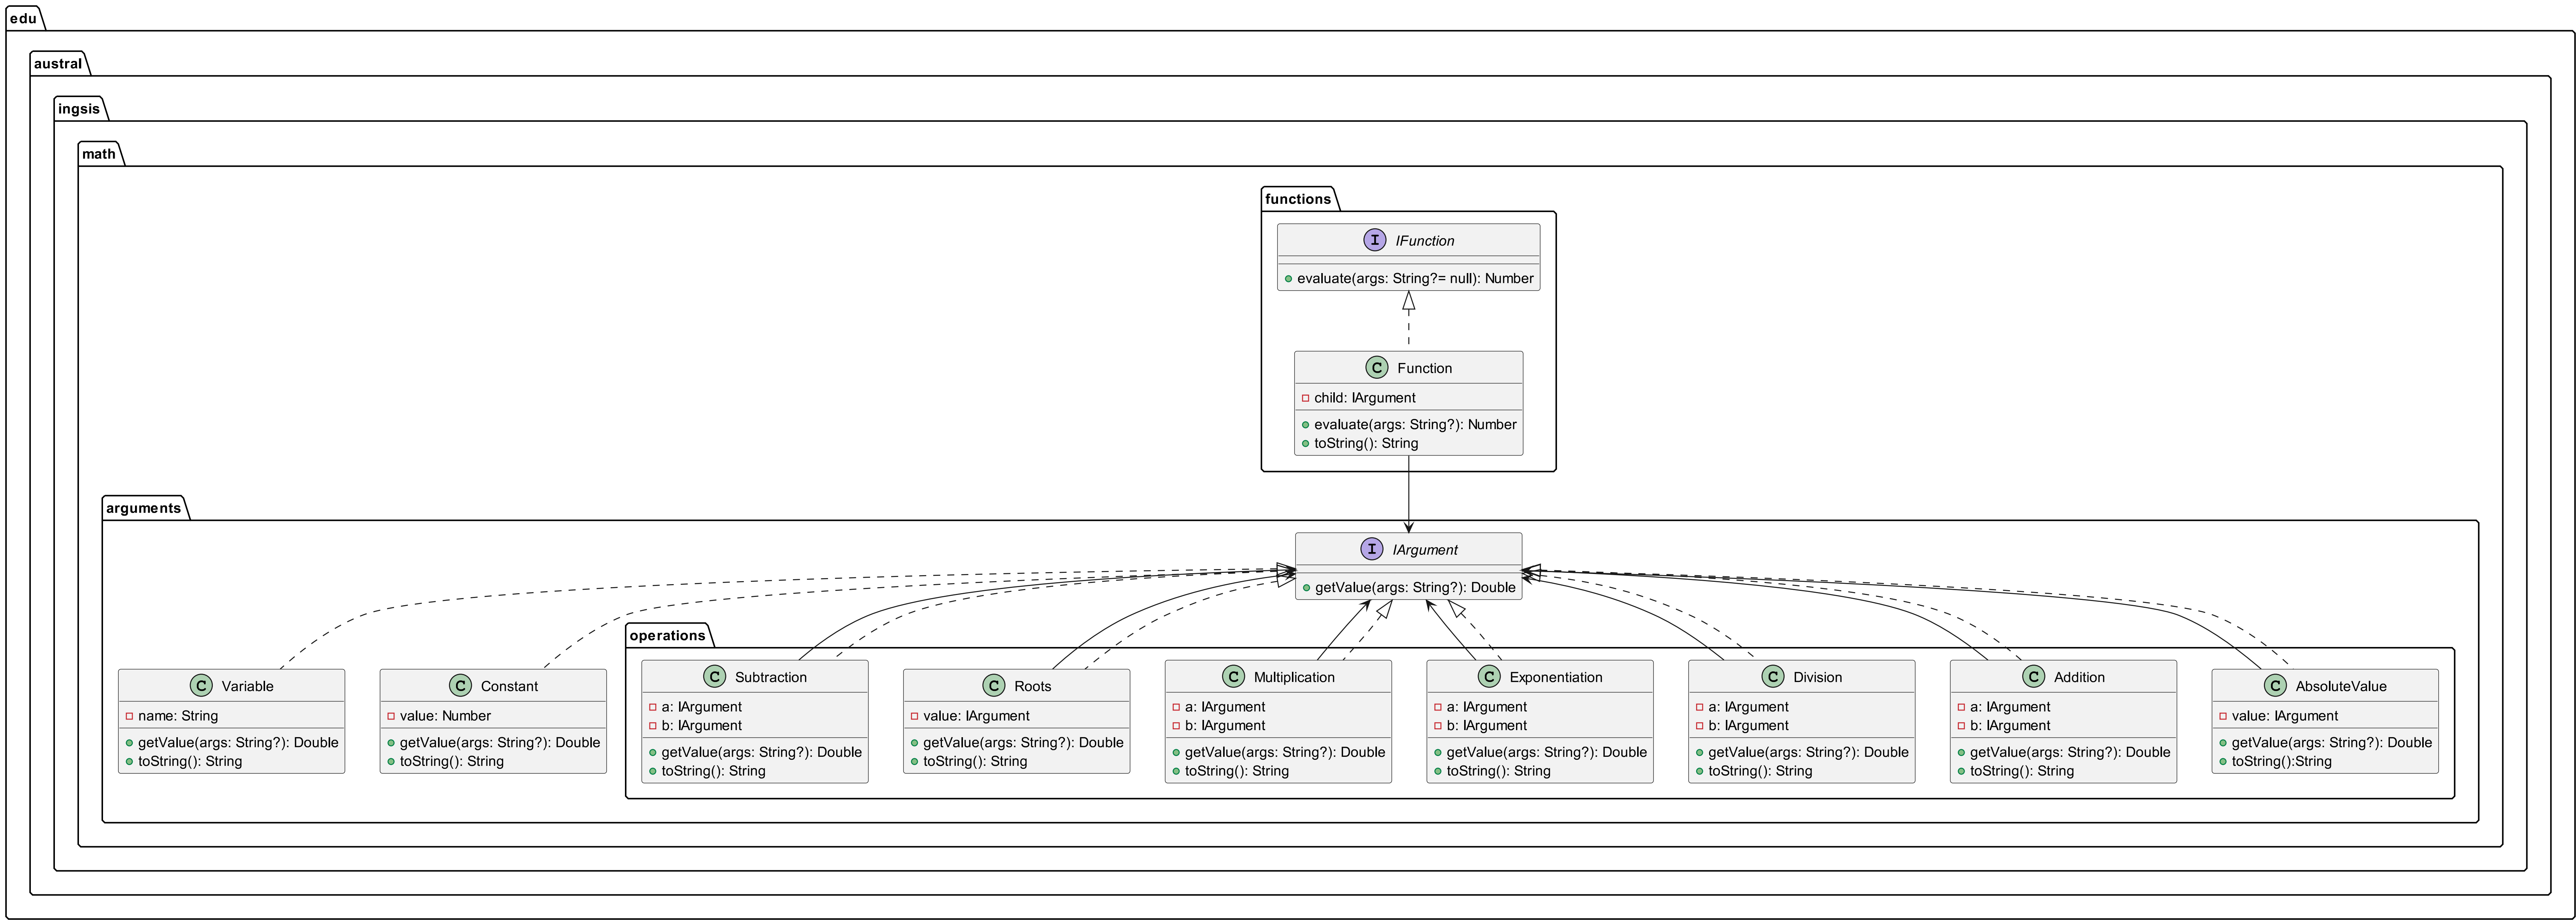 edu
austral
ingsis
math
functions
I IFunction
evaluate(args: String?= null): Number
C Function
child: IArgument
evaluate(args: String?): Number
toString(): String
arguments
I IArgument
getValue(args: String?): Double
operations
C Variable
name: String
getValue(args: String?): Double
toString(): String
C Constant
value: Number
getValue(args: String?): Double
toString(): String
C Subtraction
a: IArgument
b: IArgument
getValue(args: String?): Double
toString(): String
C Roots
value: IArgument
getValue(args: String?): Double
toString(): String
C Multiplication
a: IArgument
b: IArgument
getValue(args: String?): Double
toString(): String
C Exponentiation
a: IArgument
b: IArgument
getValue(args: String?): Double
toString(): String
C Division
a: IArgument
b: IArgument
getValue(args: String?): Double
toString(): String
C Addition
a: IArgument
b: IArgument
getValue(args: String?): Double
toString(): String
C AbsoluteValue
value: IArgument
getValue(args: String?): Double
toString():String